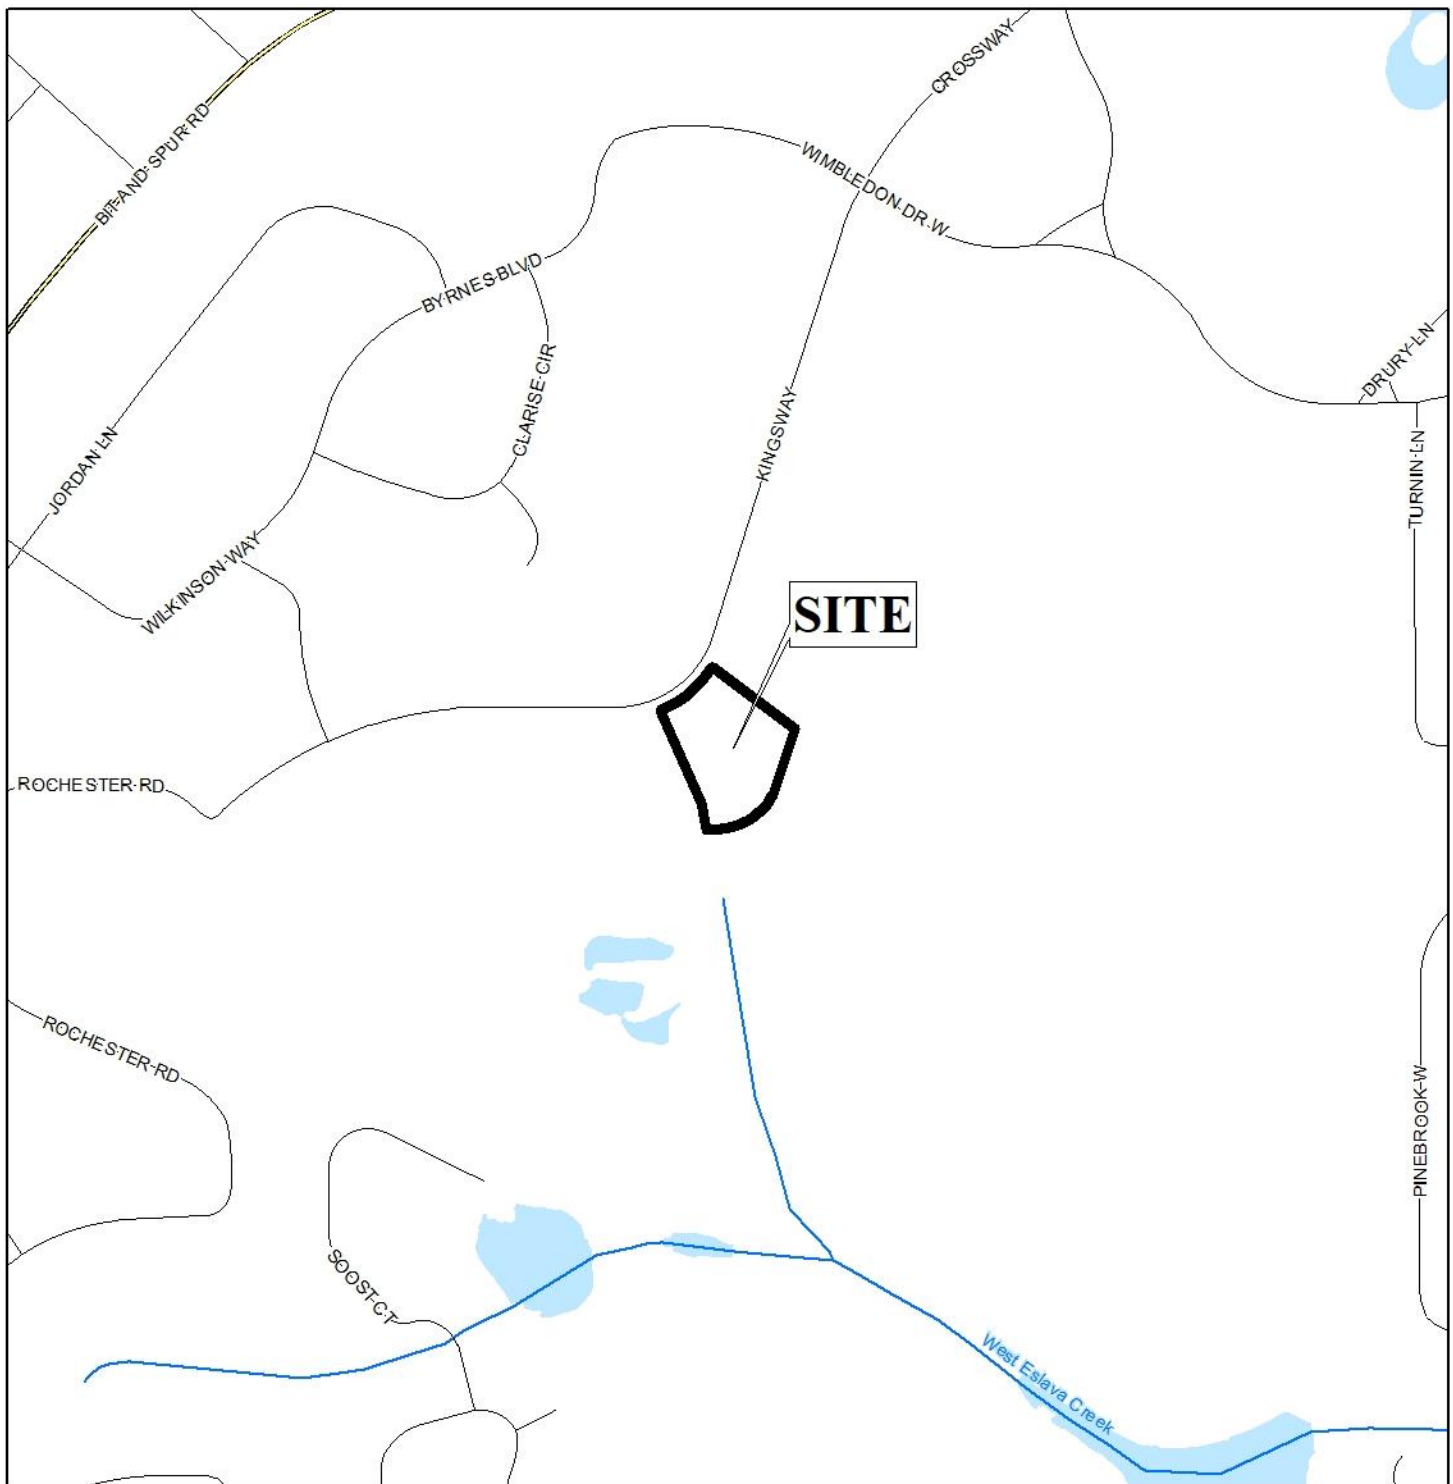 CROSSWAY
BIT-AND-SPUR-RD
WIMBLEDON-DR-W
BYRNES-BLVD
DRURY-LN
CLARISE-CIR
KINGSWAY
JORDAN LN
TURNIN-LN
WILKINSON-WAY
SITE
ROCHESTER-RD
ROCHESTER-RD
PINEBROOK-W
SOOST-CT
West Eslava Creek